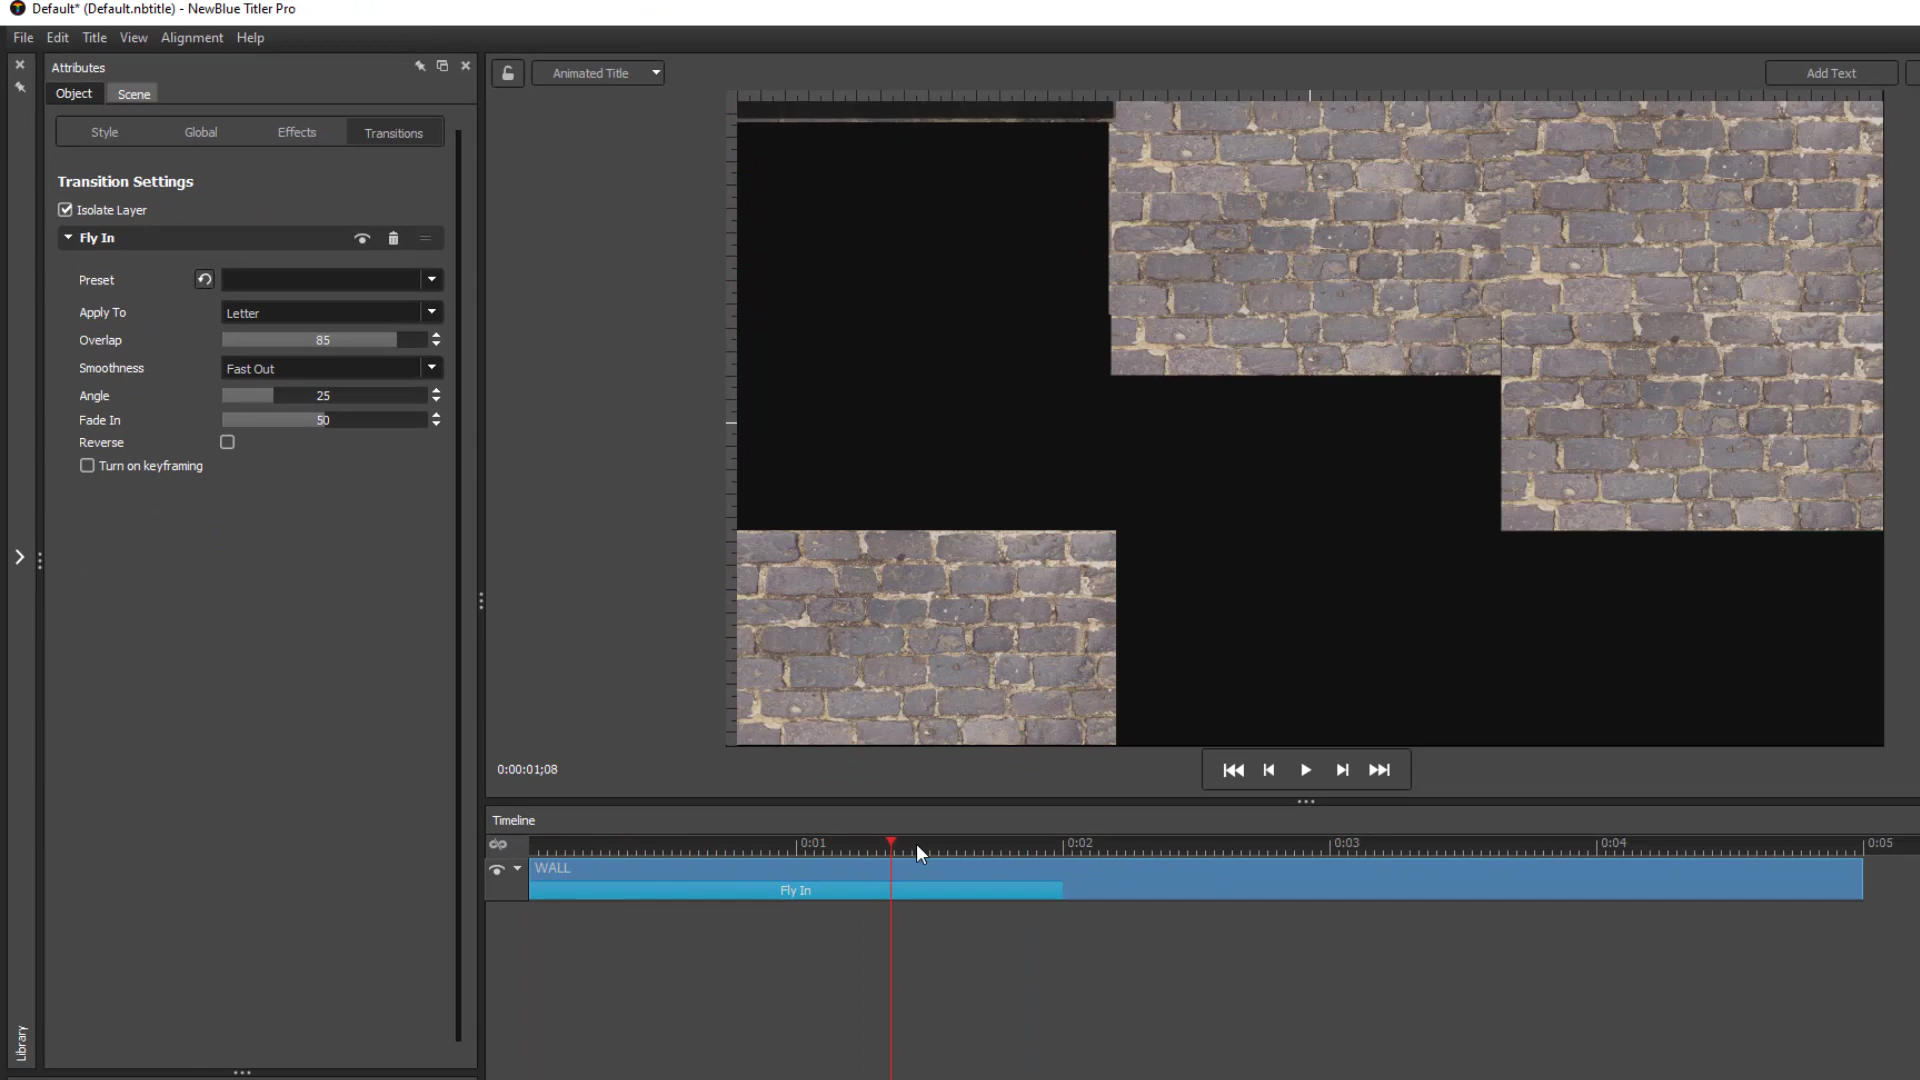 Default* (Default.nbtitle) - NewBlue Titler Pro
File Edit Title View Alignment Help
Attributes
Object Scene
Style Global Effects Transitions
Transition Settings
Isolate Layer
Fly In
Preset
Apply To Letter
Overlap 85
Smoothness Fast Out
Angle 25
Fade In 50
Reverse
Turn on keyframing
Library
Animated Title
Add Text
0:00:01;08
Timeline
0:01 0:02 0:03 0:04 0:05
WALL
Fly In